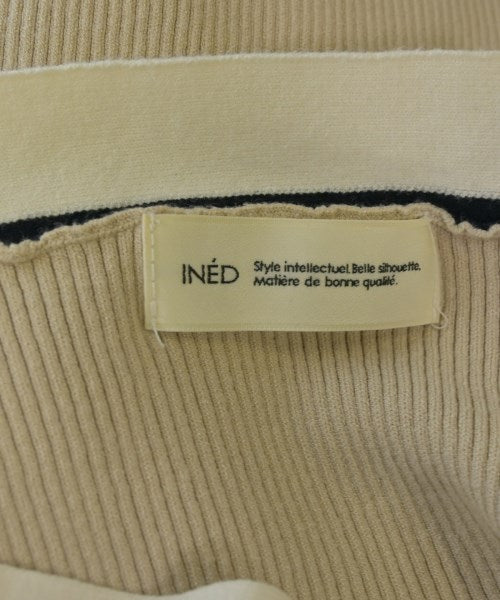 INÉD
Style intellectuel. Belle silhouette.
Matière de bonne qualité.